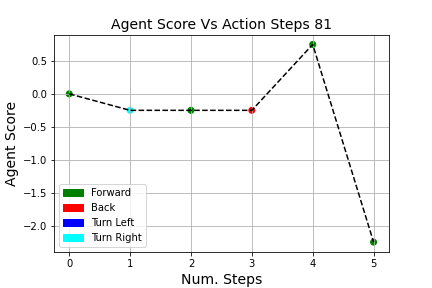 Agent Score Vs Action Steps 81
Agent Score
0.5
0.0
−0.5
−1.0
−1.5
−2.0
Forward
Back
Turn Left
Turn Right
0 1 2 3 4 5
Num. Steps